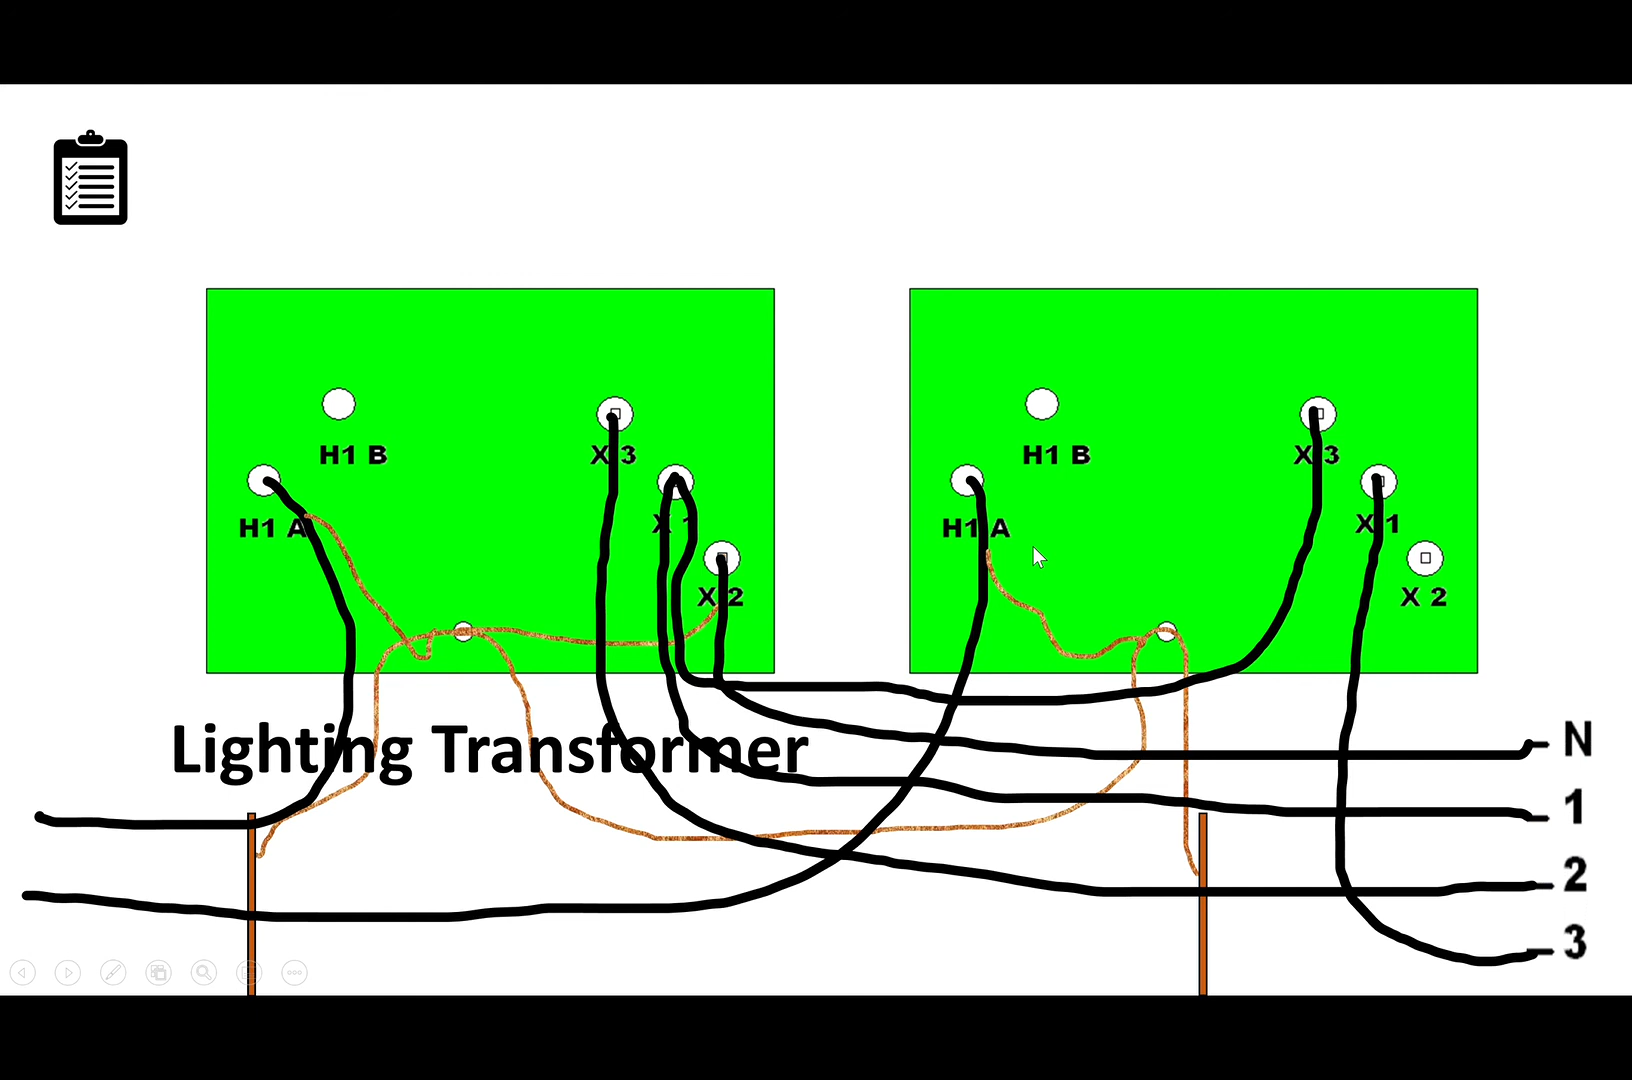 H1 B
X 3
H1 A
X 1
X 2
H1 B
X 3
H1 A
X 1
X 2
Lighting Transformer
N
1
2
3